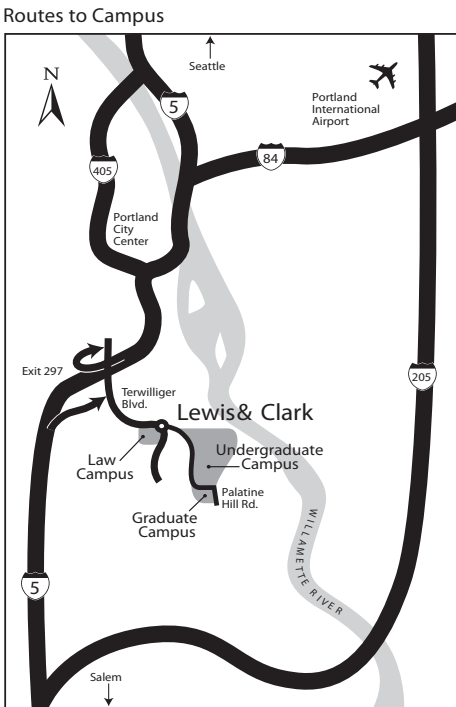 Routes to Campus
N
Seattle
5
Portland
International
Airport
84
405
Portland
City
Center
Exit 297
205
Terwilliger
Blvd.
Lewis& Clark
Law
Campus
Undergraduate
Campus
Palatine
Hill Rd.
Graduate
Campus
WILLAMETTE RIVER
5
Salem